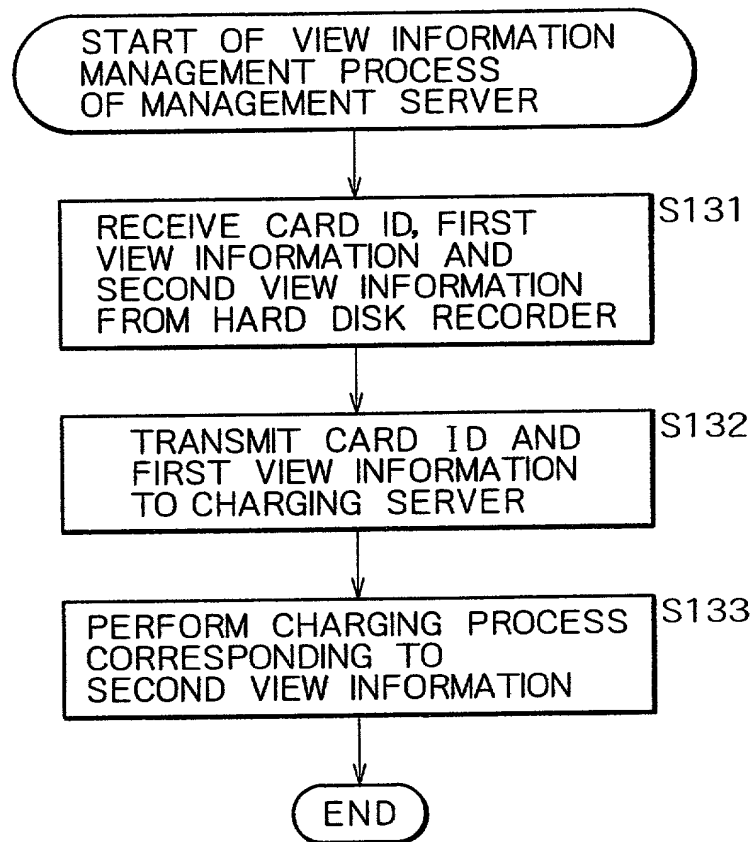 START OF VIEW INFORMATION
MANAGEMENT PROCESS
OF MANAGEMENT SERVER
S131
RECEIVE CARD ID, FIRST
VIEW INFORMATION AND
SECOND VIEW INFORMATION
FROM HARD DISK RECORDER
S132
TRANSMIT CARD ID AND
FIRST VIEW INFORMATION
TO CHARGING SERVER
S133
PERFORM CHARGING PROCESS
CORRESPONDING TO
SECOND VIEW INFORMATION
END